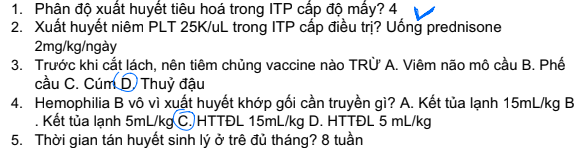 1. Phân độ xuất huyết tiêu hoá trong ITP cấp độ mấy? 4
2. Xuất huyết niêm PLT 25K/uL trong ITP cấp điều trị? Uống prednisone
2mg/kg/ngày
3. Trước khi cắt lách, nên tiêm chủng vaccine nào TRỪ A. Viêm não mô cầu B. Phế
cầu C. Cúm D. Thuỷ đậu
4. Hemophilia B vô vì xuất huyết khớp gối cần truyền gì? A. Kết tủa lạnh 15mL/kg B
. Kết tủa lạnh 5mL/kg C. HTTĐL 15mL/kg D. HTTĐL 5 mL/kg
5. Thời gian tán huyết sinh lý ở trẻ đủ tháng? 8 tuần